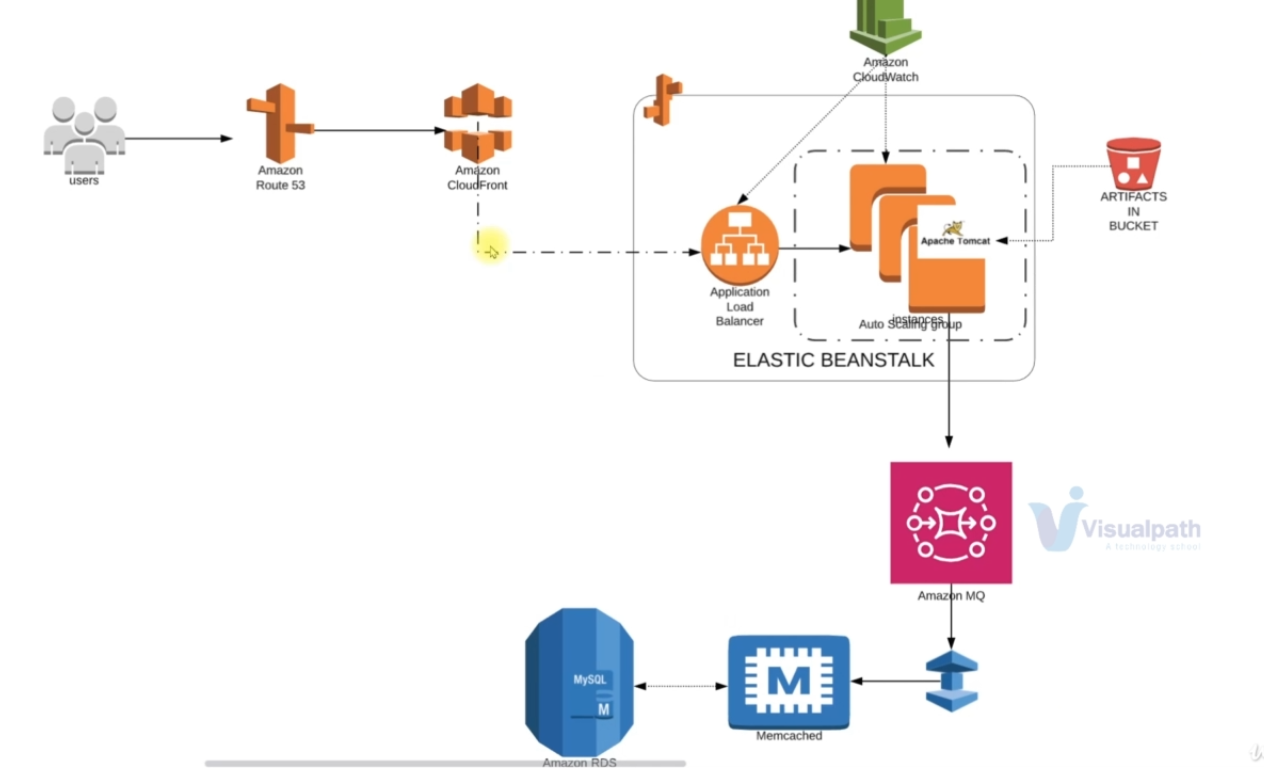 Amazon
CloudWatch
users
Amazon
Route 53
Amazon
CloudFront
ARTIFACTS
IN
BUCKET
Apache Tomcat
Application
Load
Balancer
instances
Auto Scaling group
ELASTIC BEANSTALK
Visualpath
A technology school
Amazon MQ
MySQL
M
M
Memcached
Amazon RDS